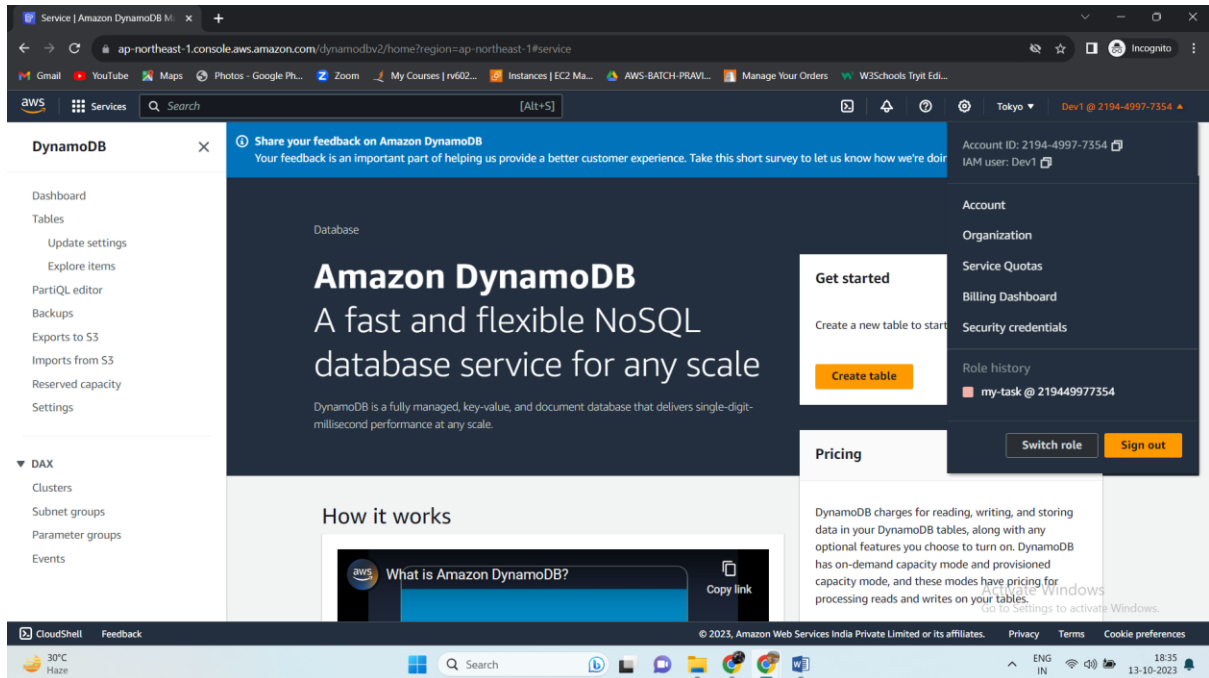 Service | Amazon DynamoDB M
ap-northeast-1.console.aws.amazon.com/dynamodbv2/home?region=ap-northeast-1#service
Incognito
Gmail
YouTube
Maps
Photos - Google Ph...
Zoom
My Courses | rv602...
Instances | EC2 Ma...
AWS-BATCH-PRAVI...
Manage Your Orders
W3Schools Tryit Edi...
aws
Services
Search
[Alt+S]
Tokyo
Dev1 @ 2194-4997-7354
DynamoDB
Dashboard
Tables
Update settings
Explore items
PartiQL editor
Backups
Exports to S3
Imports from S3
Reserved capacity
Settings
DAX
Clusters
Subnet groups
Parameter groups
Events
Share your feedback on Amazon DynamoDB
Your feedback is an important part of helping us provide a better customer experience. Take this short survey to let us know how we're doin
Database
Amazon DynamoDB
A fast and flexible NoSQL
database service for any scale
DynamoDB is a fully managed, key-value, and document database that delivers single-digit-
millisecond performance at any scale.
Get started
Create a new table to start
Create table
Pricing
DynamoDB charges for reading, writing, and storing
data in your DynamoDB tables, along with any
optional features you choose to turn on. DynamoDB
has on-demand capacity mode and provisioned
capacity mode, and these modes have pricing for
processing reads and writes on your tables.
How it works
aws
What is Amazon DynamoDB?
Copy link
Account ID: 2194-4997-7354
IAM user: Dev1
Account
Organization
Service Quotas
Billing Dashboard
Security credentials
Role history
my-task @ 219449977354
Switch role
Sign out
Activate Windows
Go to Settings to activate Windows.
CloudShell
Feedback
© 2023, Amazon Web Services India Private Limited or its affiliates.
Privacy
Terms
Cookie preferences
30°C
Haze
Search
ENG
IN
18:35
13-10-2023